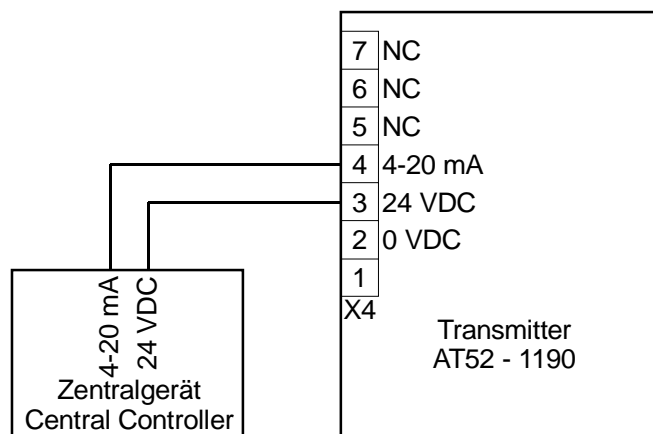 7 NC
6 NC
5 NC
4 4-20 mA
3 24 VDC
2 0 VDC
1
X4
Transmitter
AT52 - 1190
4-20 mA
24 VDC
Zentralgerät
Central Controller